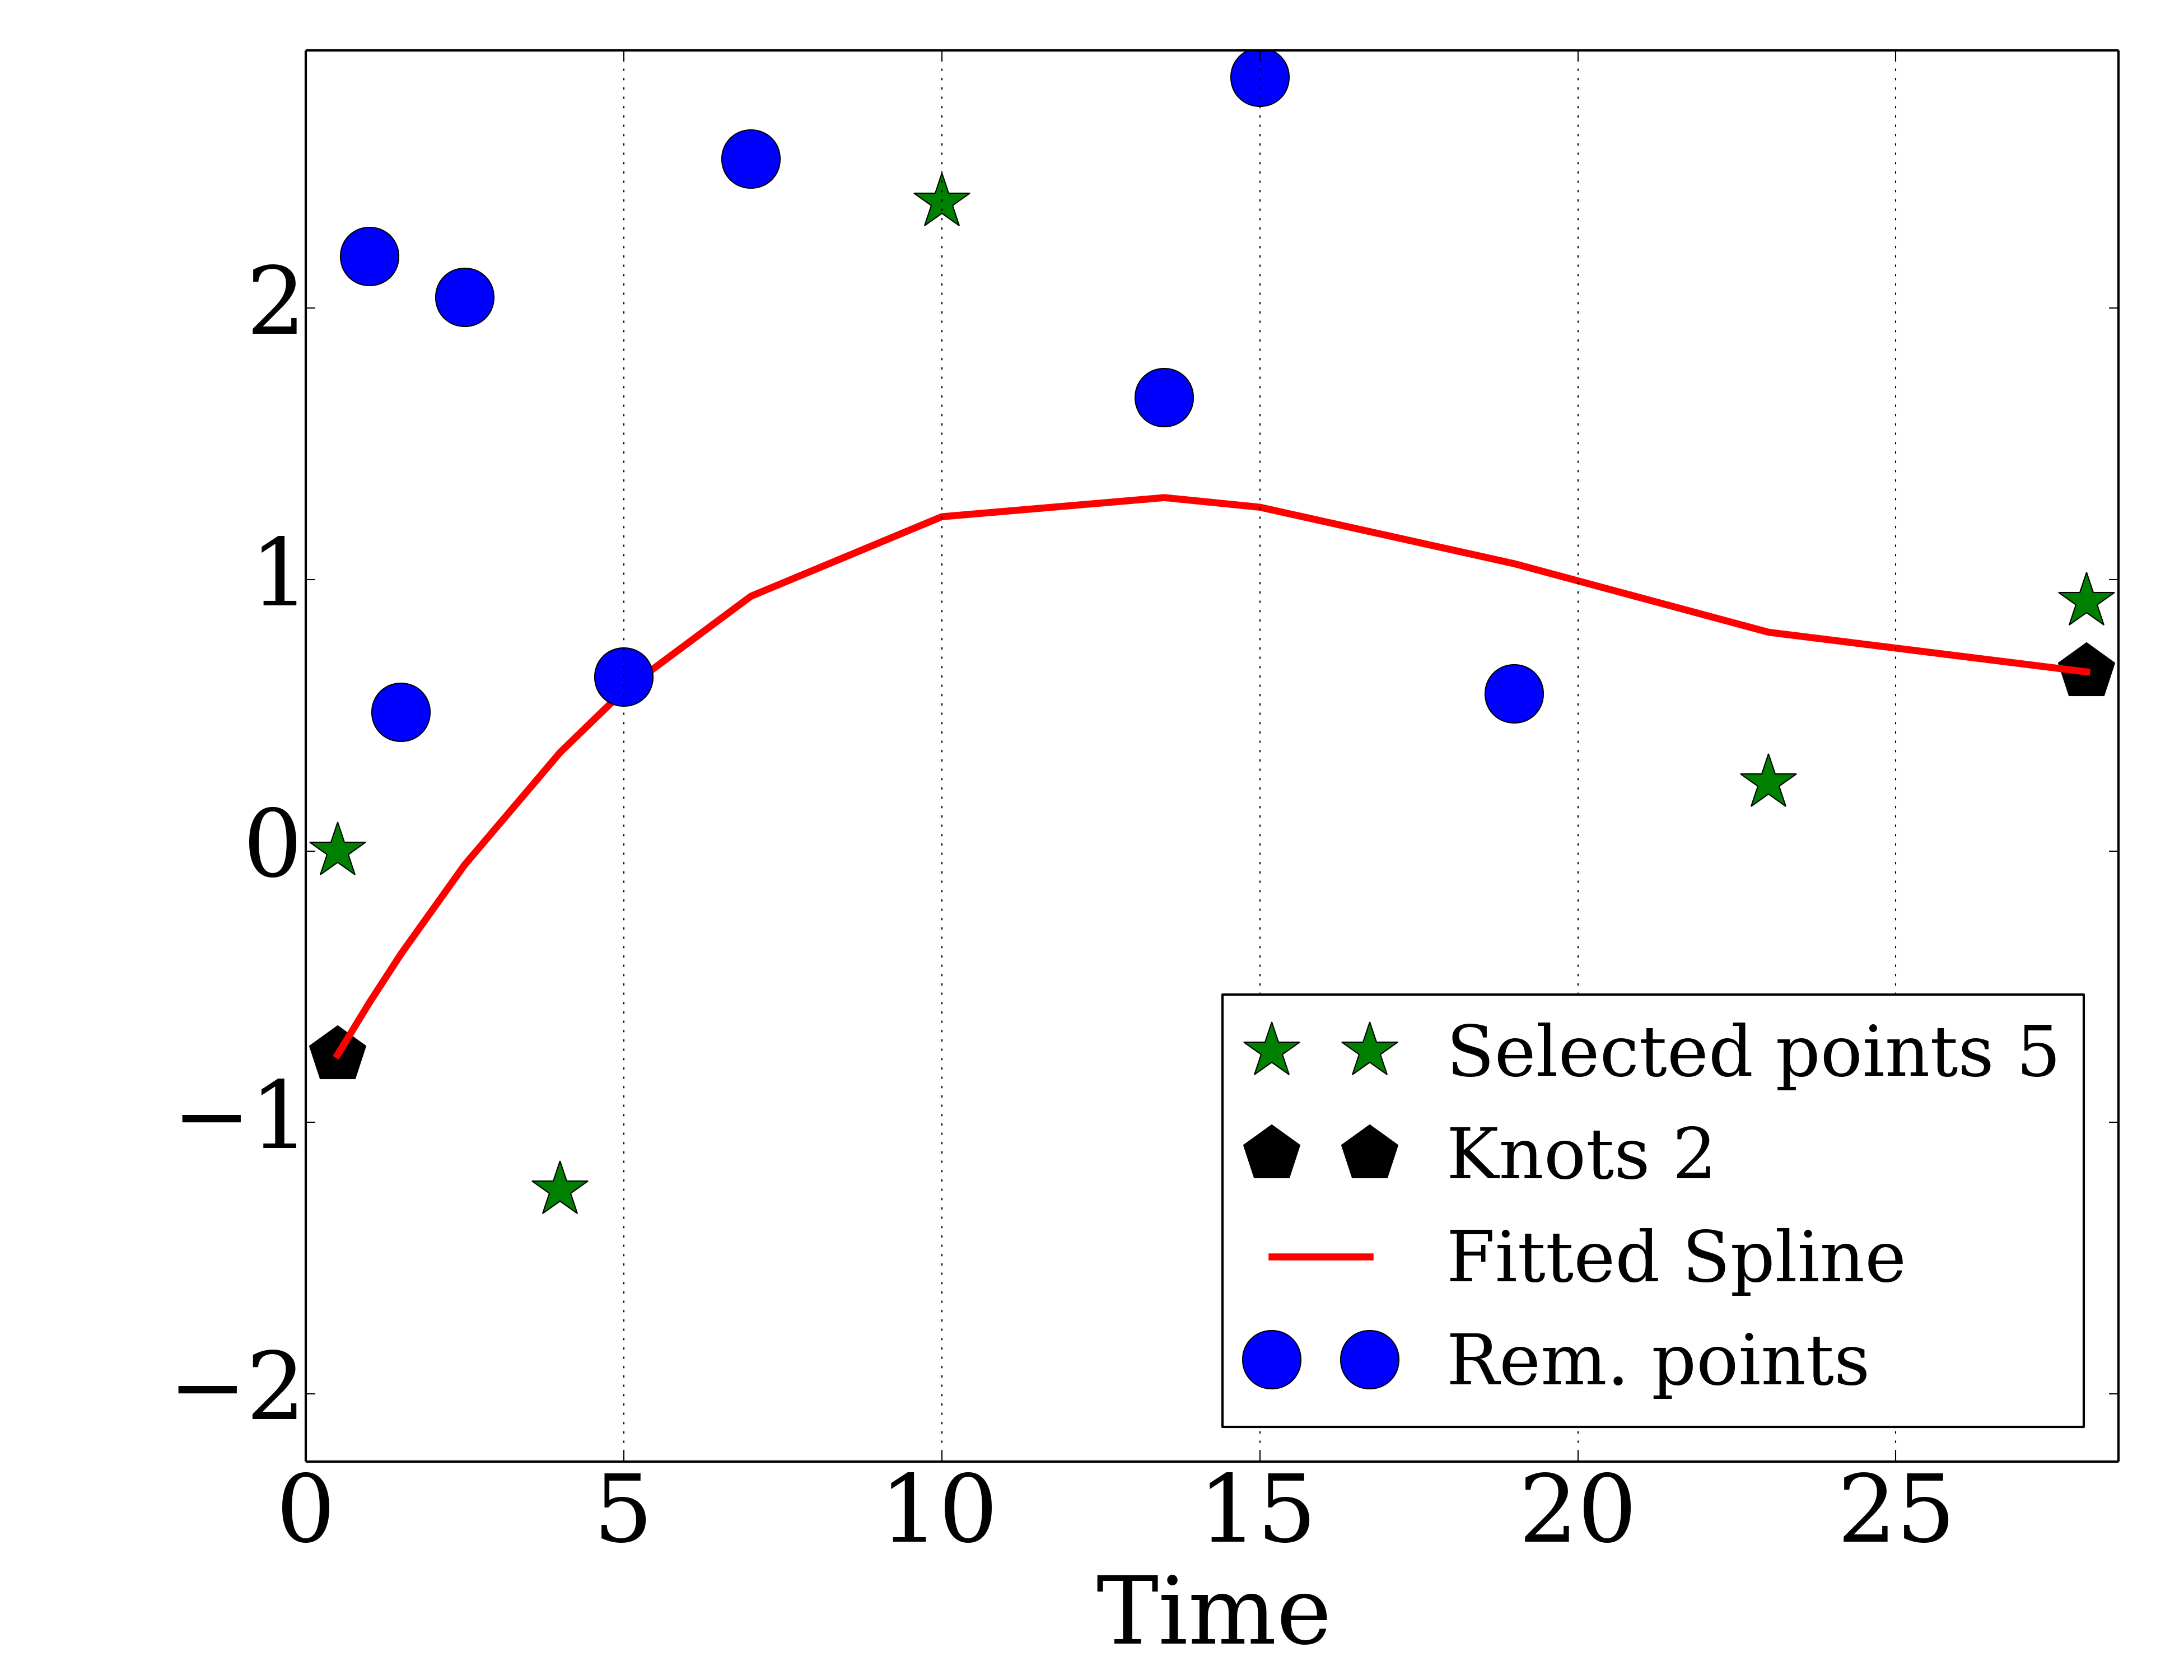 2
1
0
−1
−2
0 5 10 15 20 25
Time
Selected points 5
Knots 2
Fitted Spline
Rem. points